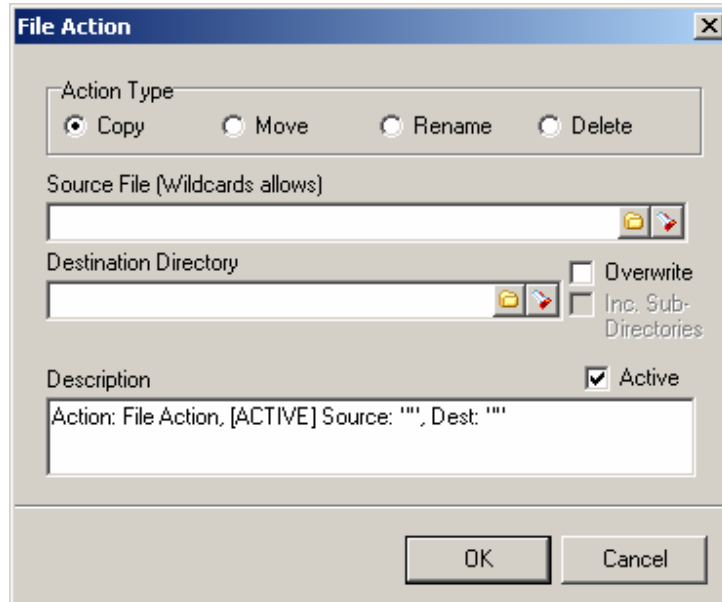 File Action
Action Type
Copy Move Rename Delete
Source File (Wildcards allows)
Destination Directory
Overwrite
Inc. Sub-
Directories
Description
Active
Action: File Action, [ACTIVE] Source: "", Dest: ""
OK Cancel